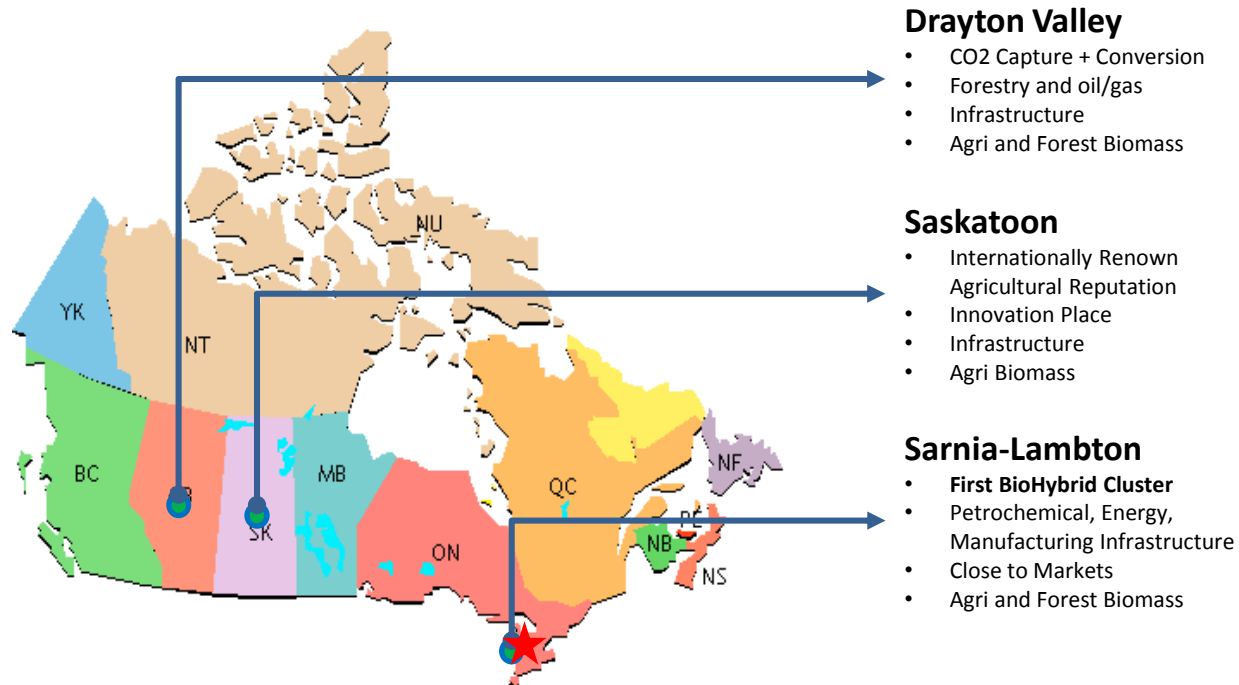 Drayton Valley
• CO2 Capture + Conversion
• Forestry and oil/gas
• Infrastructure
• Agri and Forest Biomass
Saskatoon
• Internationally Renown
Agricultural Reputation
• Innovation Place
• Infrastructure
• Agri Biomass
Sarnia-Lambton
• First BioHybrid Cluster
• Petrochemical, Energy,
Manufacturing Infrastructure
• Close to Markets
• Agri and Forest Biomass
NU
YK
NT
BC
SK
MB
ON
QC
NF
PE
NB
NS